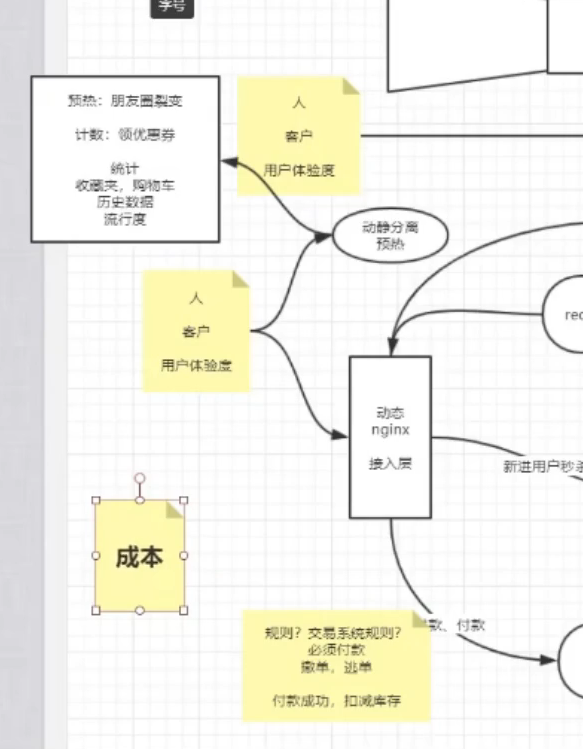 字号
预热：朋友圈裂变
计数：领优惠券
统计
收藏夹，购物车
历史数据
流行度
人
客户
用户体验度
动静分离
预热
人
客户
用户体验度
rec
动态
nginx
接入层
新进用户秒杀
成本
规则？交易系统规则？
必须付款
撤单，逃单
付款成功，扣减库存
款、付款